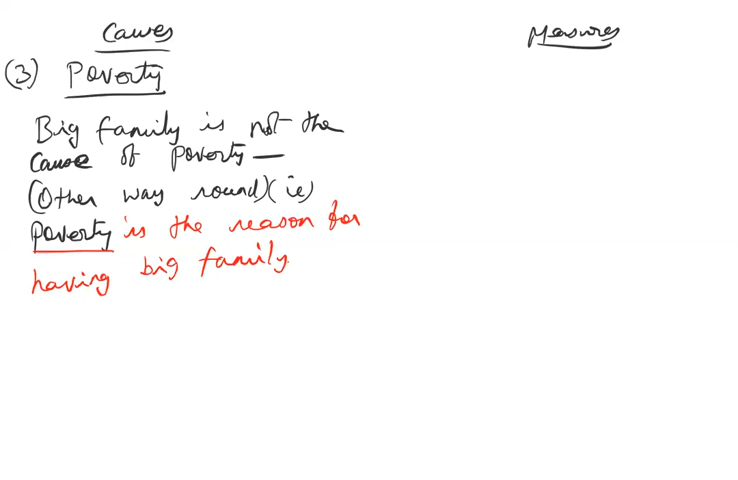 Causes
Measures
(3) Poverty
Big family is not the
cause of poverty —
(Other way round) (ie)
poverty is the reason for
having big family.